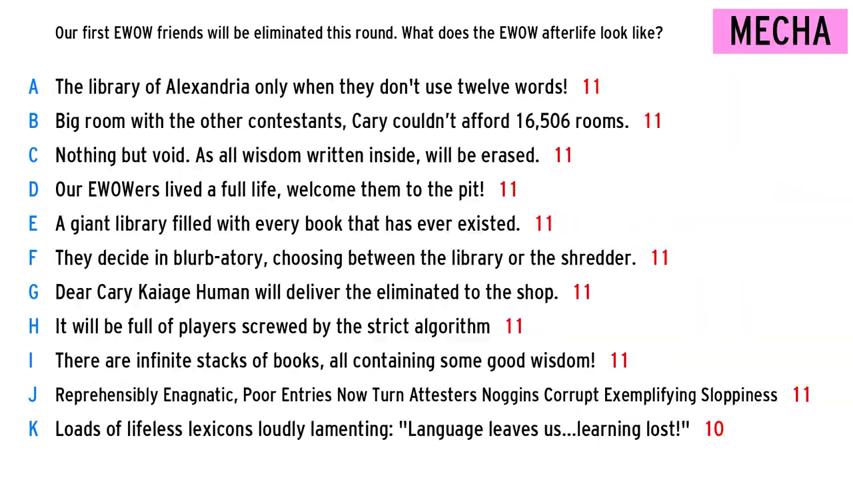 Our first EWOW friends will be eliminated this round. What does the EWOW afterlife look like?
MECHA
A The library of Alexandria only when they don't use twelve words! 11
B Big room with the other contestants, Cary couldn't afford 16,506 rooms. 11
C Nothing but void. As all wisdom written inside, will be erased. 11
D Our EWOWers lived a full life, welcome them to the pit! 11
E A giant library filled with every book that has ever existed. 11
F They decide in blurb-atory, choosing between the library or the shredder. 11
G Dear Cary Kaiage Human will deliver the eliminated to the shop. 11
H It will be full of players screwed by the strict algorithm 11
I There are infinite stacks of books, all containing some good wisdom! 11
J Reprehensibly Enagnatic, Poor Entries Now Turn Attesters Noggins Corrupt Exemplifying Sloppiness 11
K Loads of lifeless lexicons loudly lamenting: "Language leaves us...learning lost!" 10